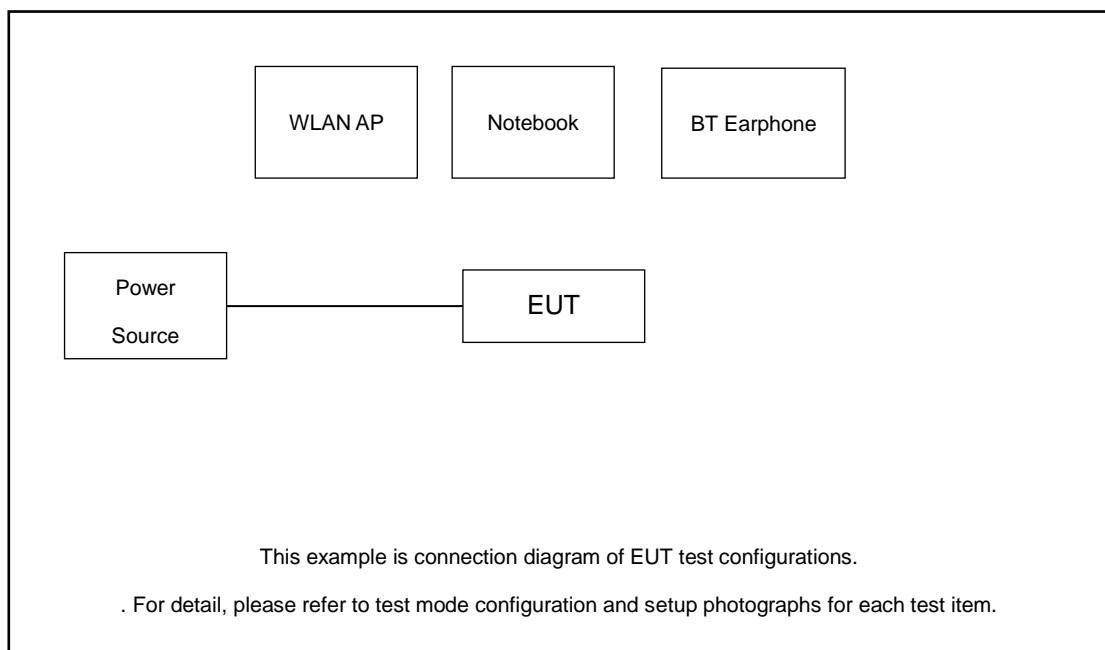 WLAN AP
Notebook
BT Earphone
Power
Source
EUT
This example is connection diagram of EUT test configurations.
. For detail, please refer to test mode configuration and setup photographs for each test item.